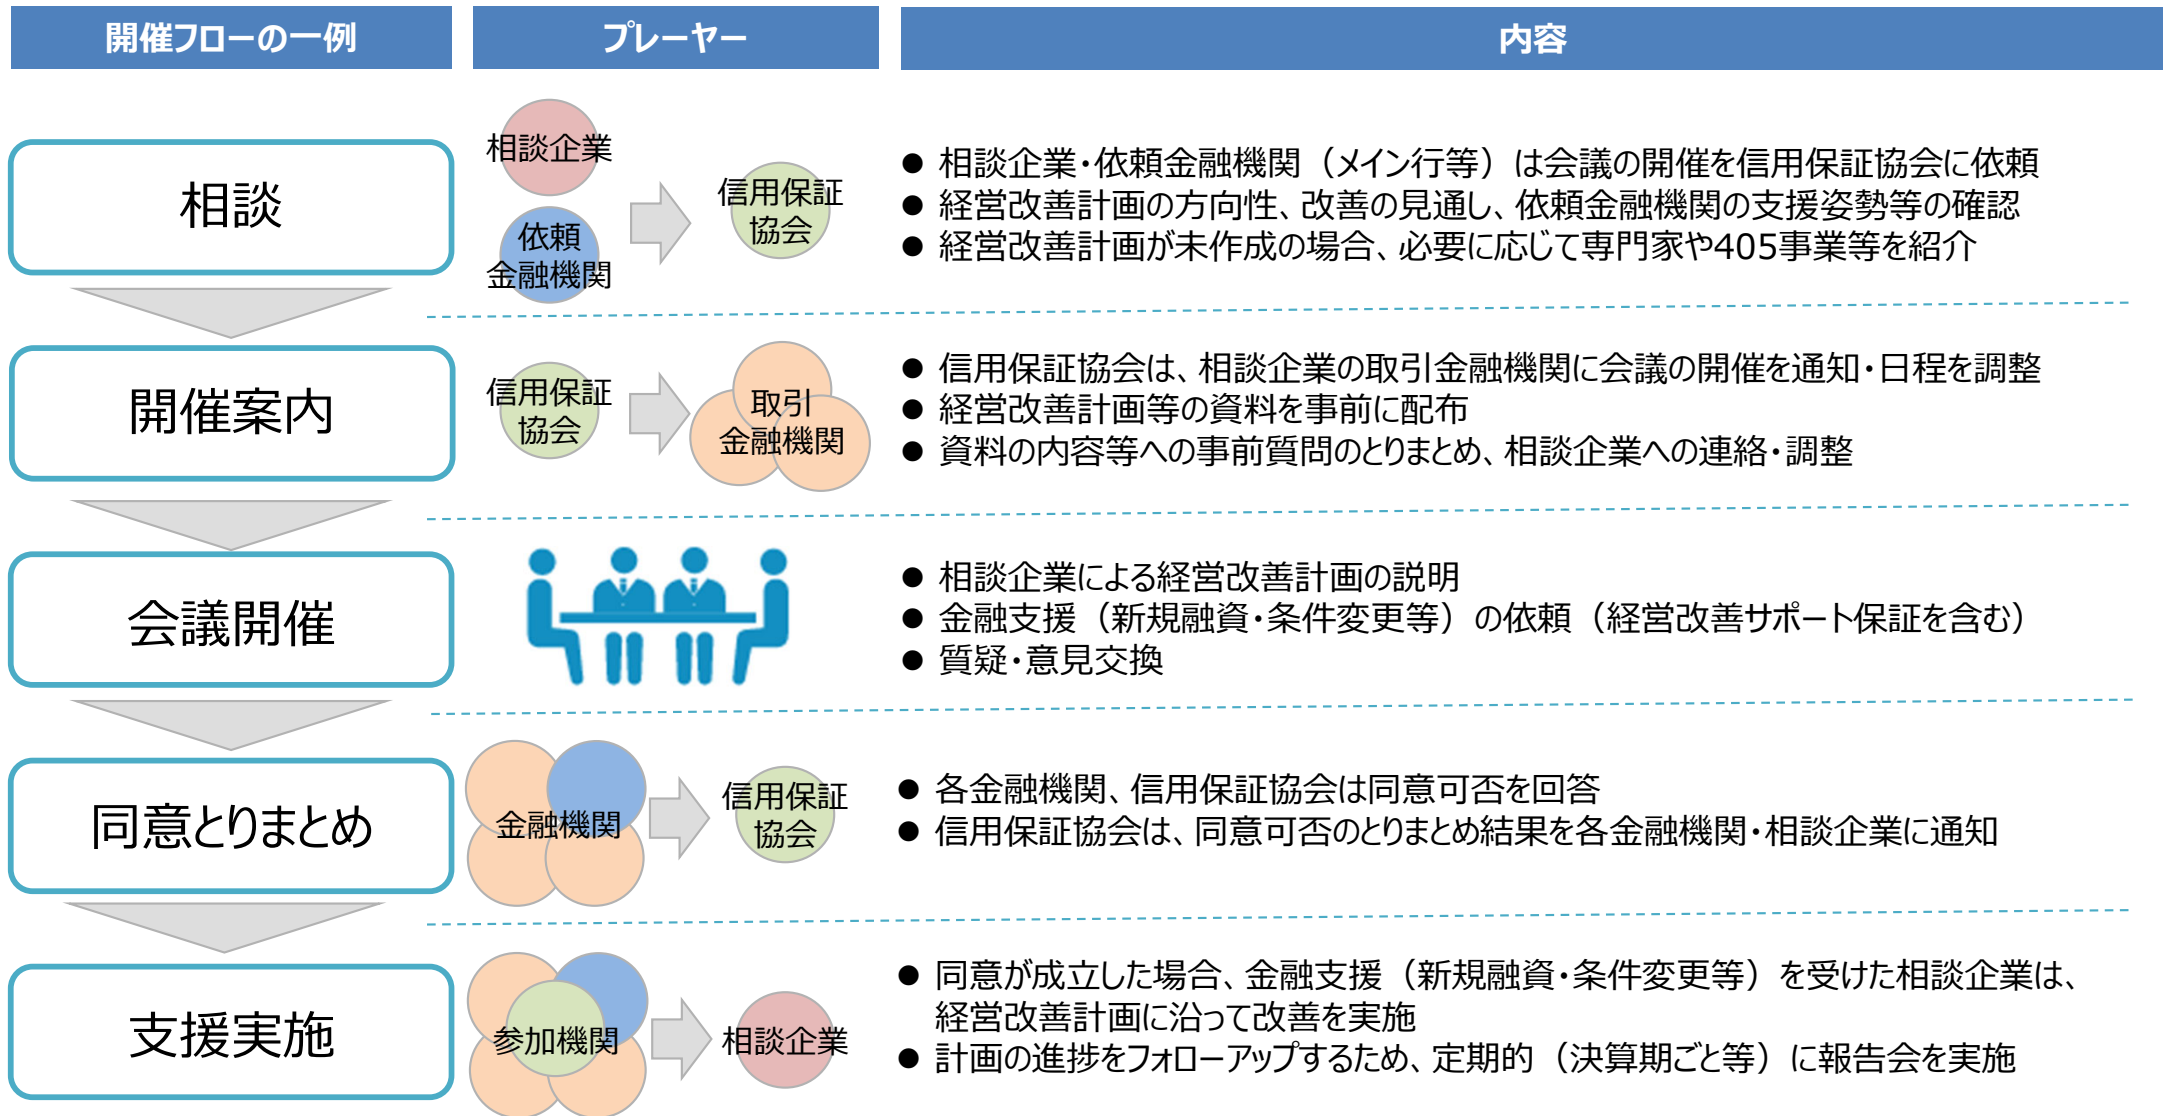 開催フローの一例
プレーヤー
内容
相談
相談企業
依頼
金融機関
信用保証
協会
● 相談企業・依頼金融機関（メイン行等）は会議の開催を信用保証協会に依頼
● 経営改善計画の方向性、改善の見通し、依頼金融機関の支援姿勢等の確認
● 経営改善計画が未作成の場合、必要に応じて専門家や405事業等を紹介
開催案内
信用保証
協会
取引
金融機関
● 信用保証協会は、相談企業の取引金融機関に会議の開催を通知・日程を調整
● 経営改善計画等の資料を事前に配布
● 資料の内容等への事前質問のとりまとめ、相談企業への連絡・調整
会議開催
● 相談企業による経営改善計画の説明
● 金融支援（新規融資・条件変更等）の依頼（経営改善サポート保証を含む）
● 質疑・意見交換
同意とりまとめ
金融機関
信用保証
協会
● 各金融機関、信用保証協会は同意可否を回答
● 信用保証協会は、同意可否のとりまとめ結果を各金融機関・相談企業に通知
支援実施
参加機関
相談企業
● 同意が成立した場合、金融支援（新規融資・条件変更等）を受けた相談企業は、
経営改善計画に沿って改善を実施
● 計画の進捗をフォローアップするため、定期的（決算期ごと等）に報告会を実施